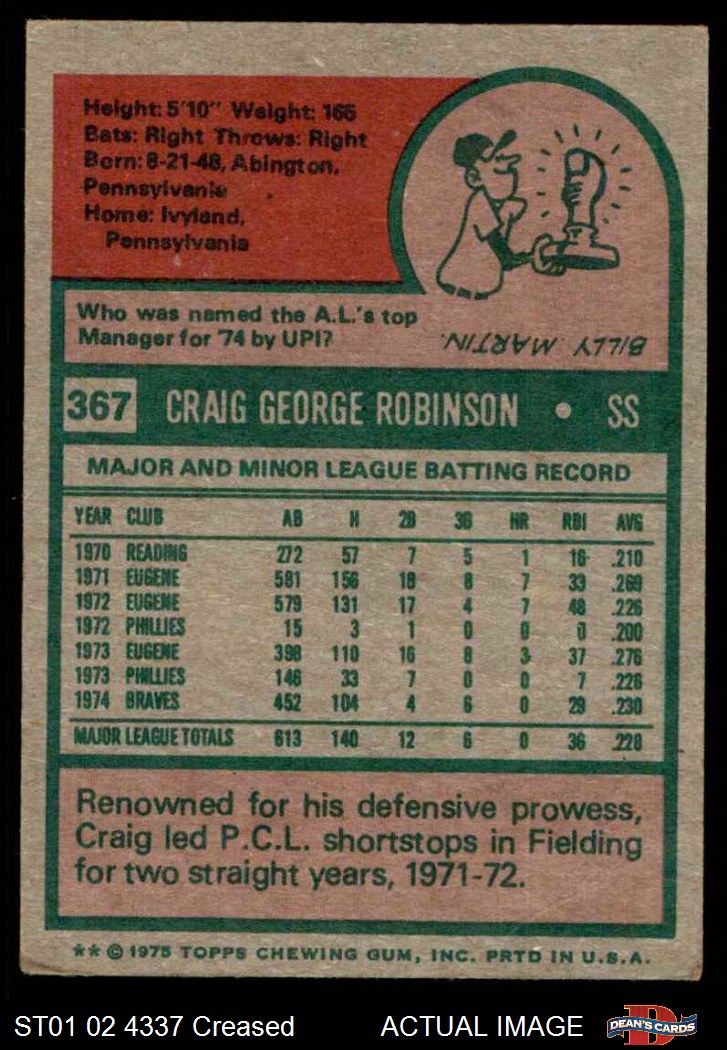 Height: 5'10" Weight: 165
Bats: Right Throws: Right
Born: 8-21-48, Abington,
Pennsylvania
Home: Ivyland,
Pennsylvania
Who was named the A.L.'s top
Manager for '74 by UPI?
BILLY MARTIN.
367 CRAIG GEORGE ROBINSON • SS
MAJOR AND MINOR LEAGUE BATTING RECORD
YEAR CLUB AB H 2B 3B HR RBI AVG
1970 READING 272 57 7 5 1 16 .210
1971 EUGENE 581 156 18 8 7 33 .269
1972 EUGENE 579 131 17 4 7 48 .226
1972 PHILLIES 15 3 1 0 0 0 .200
1973 EUGENE 398 110 16 8 3 37 .276
1973 PHILLIES 146 33 7 0 0 7 .226
1974 BRAVES 452 104 4 6 0 29 .230
MAJOR LEAGUE TOTALS 613 140 12 6 0 36 .228
Renowned for his defensive prowess,
Craig led P.C.L. shortstops in Fielding
for two straight years, 1971-72.
** © 1975 TOPPS CHEWING GUM, INC. PRTD IN U.S.A.
ST01 02 4337 Creased ACTUAL IMAGE
D
DEAN'S CARDS